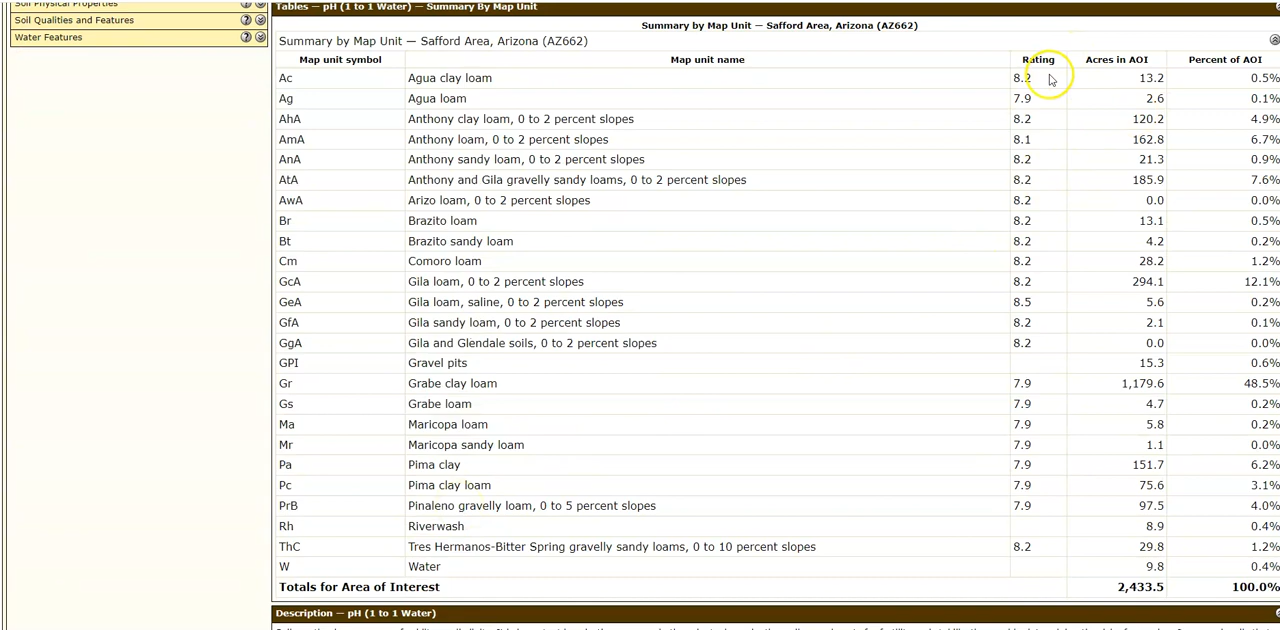 Soil Physical Properties
Soil Qualities and Features
Water Features
Tables — pH (1 to 1 Water) — Summary By Map Unit
Summary by Map Unit — Safford Area, Arizona (AZ662)
Summary by Map Unit — Safford Area, Arizona (AZ662)
Map unit symbol Map unit name Rating Acres in AOI Percent of AOI
Ac Agua clay loam 8.2 13.2 0.5%
Ag Agua loam 7.9 2.6 0.1%
AhA Anthony clay loam, 0 to 2 percent slopes 8.2 120.2 4.9%
AmA Anthony loam, 0 to 2 percent slopes 8.1 162.8 6.7%
AnA Anthony sandy loam, 0 to 2 percent slopes 8.2 21.3 0.9%
AtA Anthony and Gila gravelly sandy loams, 0 to 2 percent slopes 8.2 185.9 7.6%
AwA Arizo loam, 0 to 2 percent slopes 8.2 0.0 0.0%
Br Brazito loam 8.2 13.1 0.5%
Bt Brazito sandy loam 8.2 4.2 0.2%
Cm Comoro loam 8.2 28.2 1.2%
GcA Gila loam, 0 to 2 percent slopes 8.2 294.1 12.1%
GeA Gila loam, saline, 0 to 2 percent slopes 8.5 5.6 0.2%
GfA Gila sandy loam, 0 to 2 percent slopes 8.2 2.1 0.1%
GgA Gila and Glendale soils, 0 to 2 percent slopes 8.2 0.0 0.0%
GPI Gravel pits 15.3 0.6%
Gr Grabe clay loam 7.9 1,179.6 48.5%
Gs Grabe loam 7.9 4.7 0.2%
Ma Maricopa loam 7.9 5.8 0.2%
Mr Maricopa sandy loam 7.9 1.1 0.0%
Pa Pima clay 7.9 151.7 6.2%
Pc Pima clay loam 7.9 75.6 3.1%
PrB Pinaleno gravelly loam, 0 to 5 percent slopes 7.9 97.5 4.0%
Rh Riverwash 8.9 0.4%
ThC Tres Hermanos-Bitter Spring gravelly sandy loams, 0 to 10 percent slopes 8.2 29.8 1.2%
W Water 9.8 0.4%
Totals for Area of Interest 2,433.5 100.0%
Description — pH (1 to 1 Water)